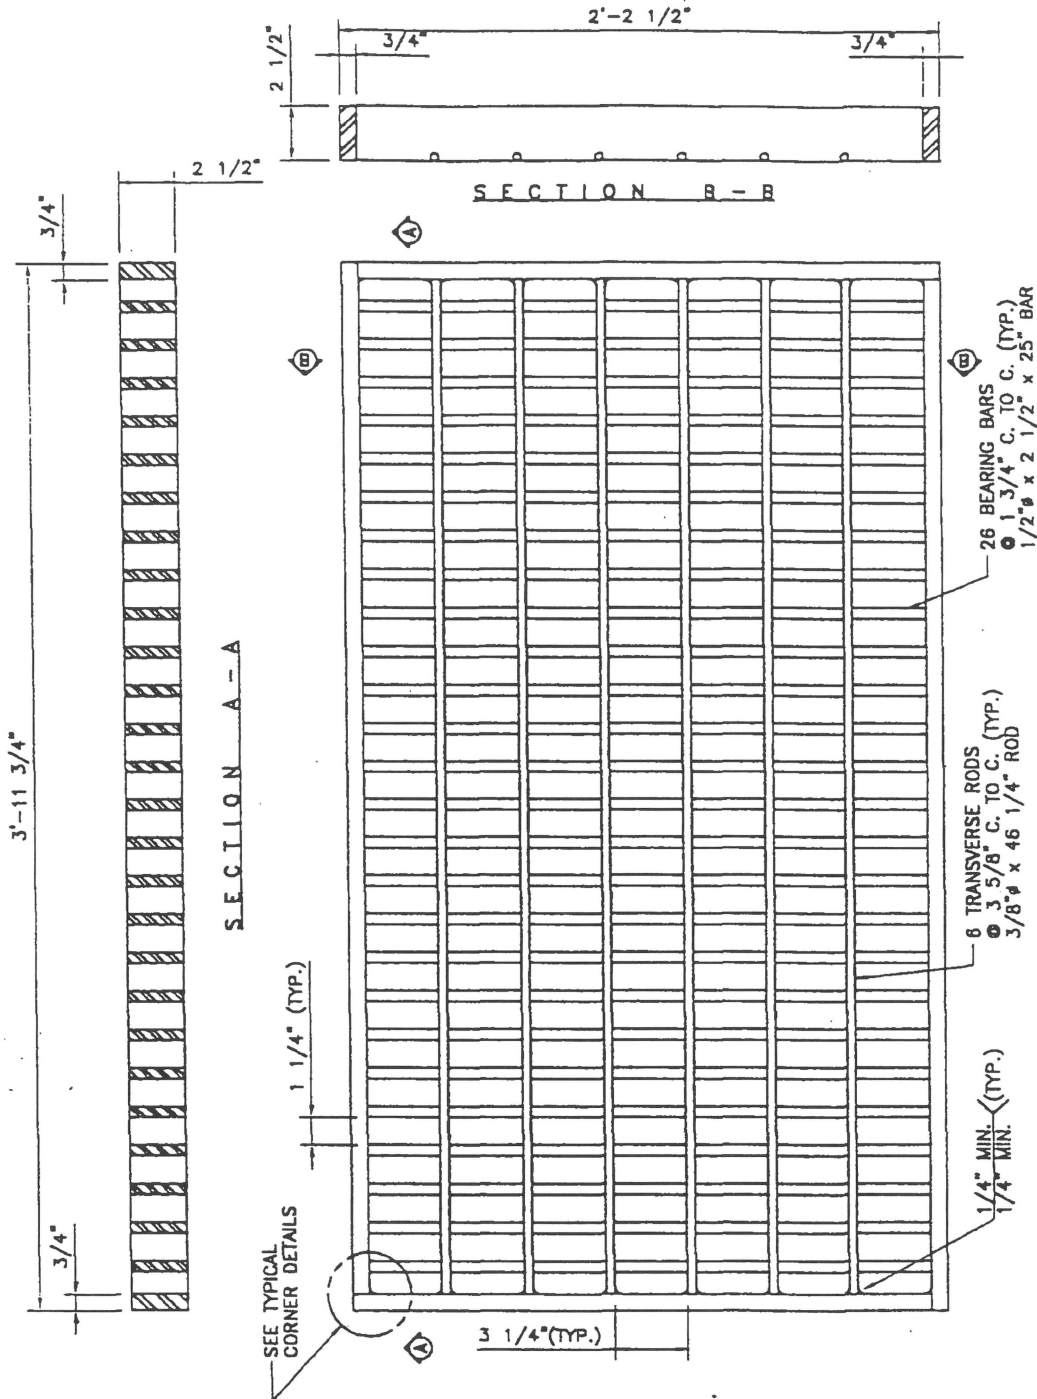 2'-2 1/2"
3/4"
3/4"
2 1/2"
SECTION B-B
2 1/2"
3/4"
3'-11 3/4"
SECTION A-A
3/4"
A
B
B
A
26 BEARING BARS
@ 1 3/4" C. TO C. (TYP.)
1/2"ø x 2 1/2" x 25" BAR
6 TRANSVERSE RODS
@ 3 5/8" C. TO C. (TYP.)
3/8"ø x 46 1/4" ROD
1 1/4" (TYP.)
SEE TYPICAL
CORNER DETAILS
3 1/4"(TYP.)
1/4" MIN. (TYP.)
1/4" MIN.